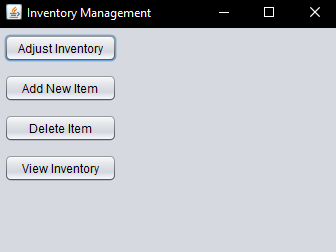 Inventory Management
Adjust Inventory
Add New Item
Delete Item
View Inventory